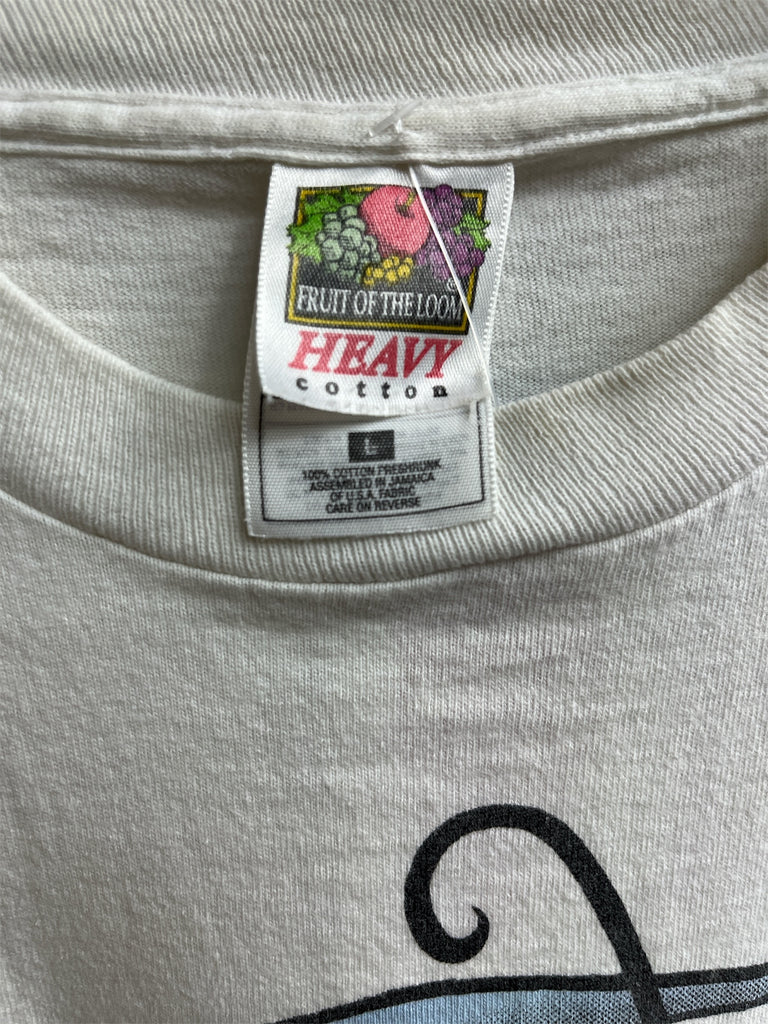 ®
FRUIT OF THE LOOM
HEAVY
cotton
L
100% COTTON PRESHRUNK
ASSEMBLED IN JAMAICA
OF U.S.A. FABRIC
CARE ON REVERSE